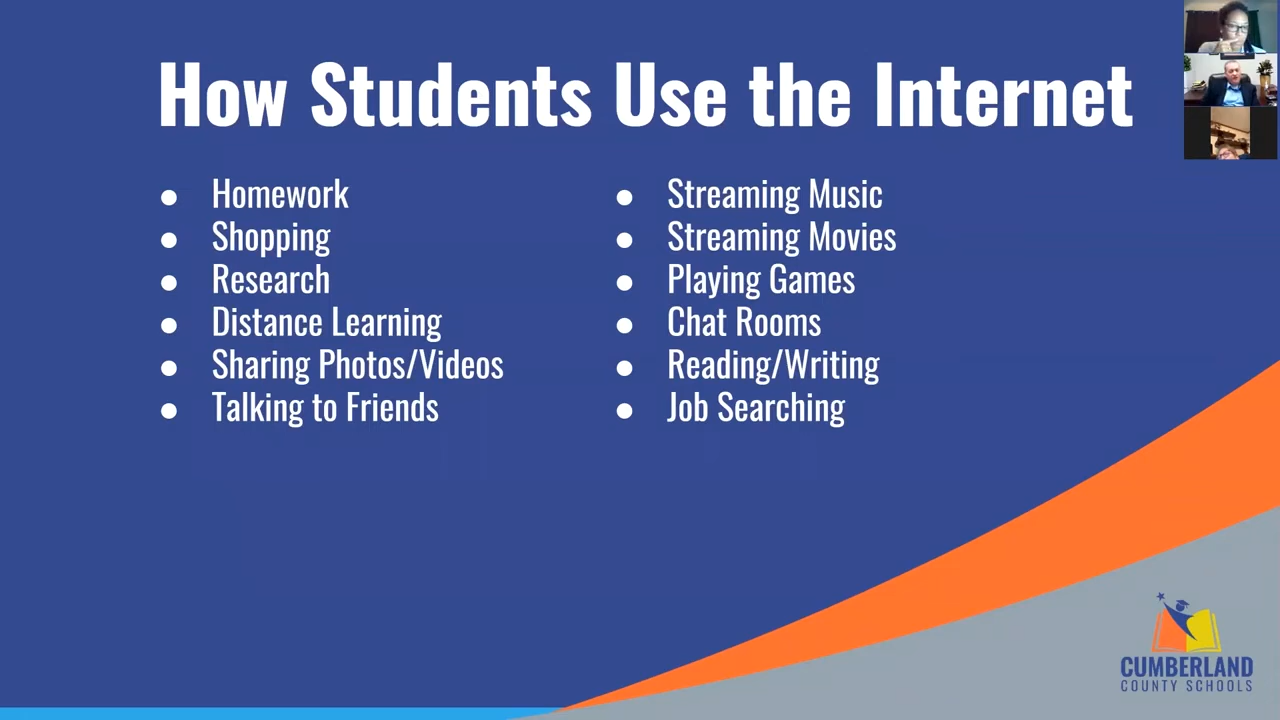 How Students Use the Internet
Homework
Shopping
Research
Distance Learning
Sharing Photos/Videos
Talking to Friends
Streaming Music
Streaming Movies
Playing Games
Chat Rooms
Reading/Writing
Job Searching
CUMBERLAND
COUNTY SCHOOLS